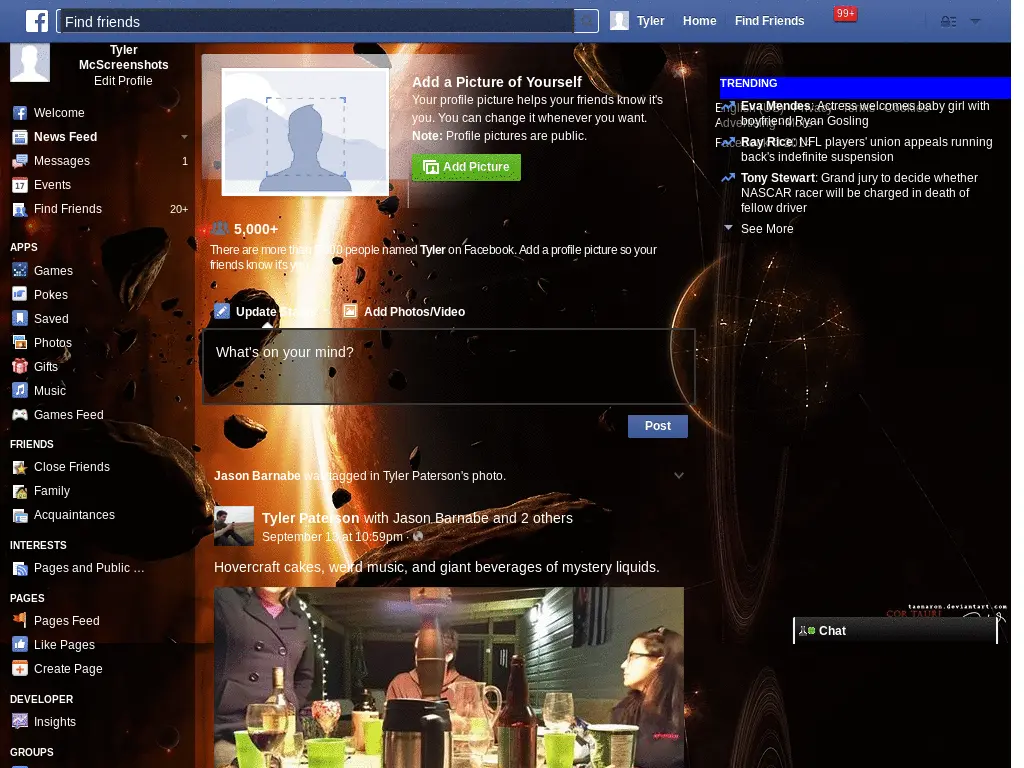 Find friends
Tyler
Home
Find Friends
99+
Tyler
McScreenshots
Edit Profile
Welcome
News Feed
Messages 1
Events
Find Friends 20+
APPS
Games
Pokes
Saved
Photos
Gifts
Music
Games Feed
FRIENDS
Close Friends
Family
Acquaintances
INTERESTS
Pages and Public ...
PAGES
Pages Feed
Like Pages
Create Page
DEVELOPER
Insights
GROUPS
Add a Picture of Yourself
Your profile picture helps your friends know it's
you. You can change it whenever you want.
Note: Profile pictures are public.
Add Picture
5,000+
There are more than 5,000 people named Tyler on Facebook. Add a profile picture so your
friends know it's you.
Update Status
Add Photos/Video
What's on your mind?
Post
Jason Barnabe was tagged in Tyler Paterson's photo.
Tyler Paterson with Jason Barnabe and 2 others
September 13 at 10:59pm ·
Hovercraft cakes, weird music, and giant beverages of mystery liquids.
TRENDING
Eva Mendes: Actress welcomes baby girl with
boyfriend Ryan Gosling
Ray Rice: NFL players' union appeals running
back's indefinite suspension
Tony Stewart: Grand jury to decide whether
NASCAR racer will be charged in death of
fellow driver
See More
taenaron.deviantart.com
COR TAURI
Chat